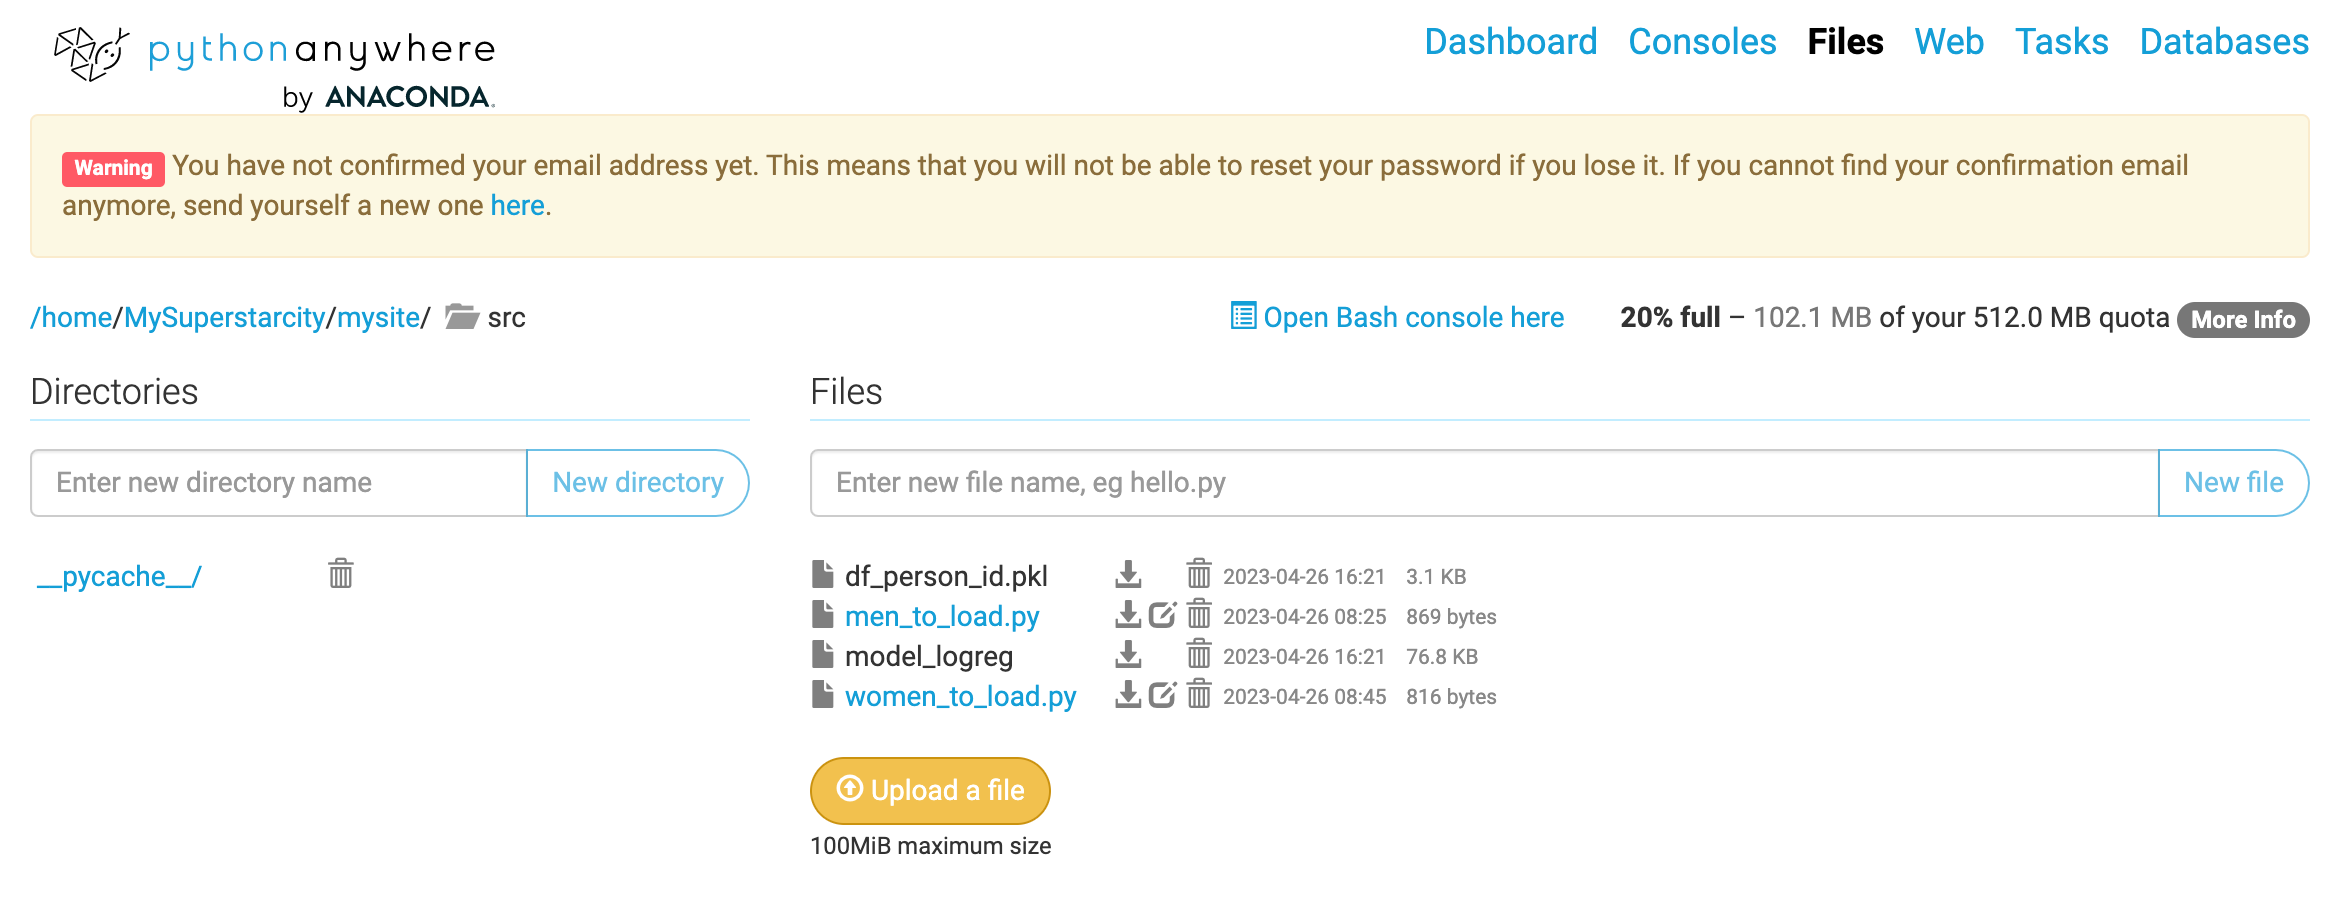 pythonanywhere
by ANACONDA.
Dashboard Consoles Files Web Tasks Databases
Warning You have not confirmed your email address yet. This means that you will not be able to reset your password if you lose it. If you cannot find your confirmation email
anymore, send yourself a new one here.
/home/MySuperstarcity/mysite/ src
Open Bash console here 20% full – 102.1 MB of your 512.0 MB quota More Info
Directories
Enter new directory name New directory
__pycache__/
Files
Enter new file name, eg hello.py New file
df_person_id.pkl 2023-04-26 16:21 3.1 KB
men_to_load.py 2023-04-26 08:25 869 bytes
model_logreg 2023-04-26 16:21 76.8 KB
women_to_load.py 2023-04-26 08:45 816 bytes
Upload a file
100MiB maximum size